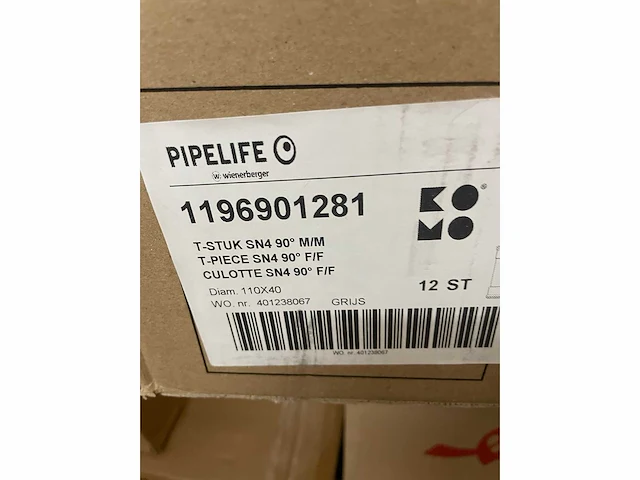 PIPELIFE
wienerberger
1196901281
KOMO®
T-STUK SN4 90° M/M
T-PIECE SN4 90° F/F
CULOTTE SN4 90° F/F
Diam. 110X40
12 ST
WO. nr. 401238067 GRIJS
WO. nr. 401238067